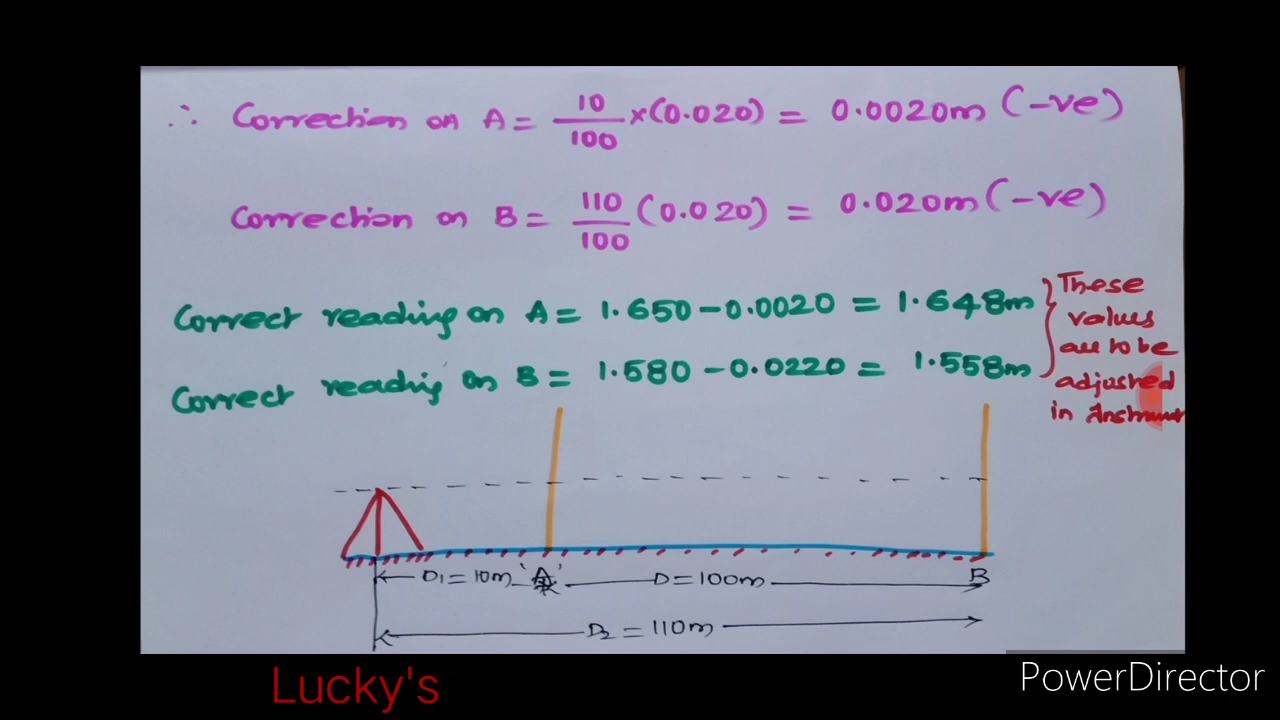 ∴ Correction on A = 10/100 ×(0.020) = 0.0020m (-ve)
Correction on B = 110/100 (0.020) = 0.020m (-ve)
Correct reading on A = 1.650 - 0.0020 = 1.648m
Correct reading on B = 1.580 - 0.0220 = 1.558m
These
values
are to be
adjusted
in Instrument
D₁ = 10m 'A' D = 100m B
D₂ = 110m
Lucky's
PowerDirector